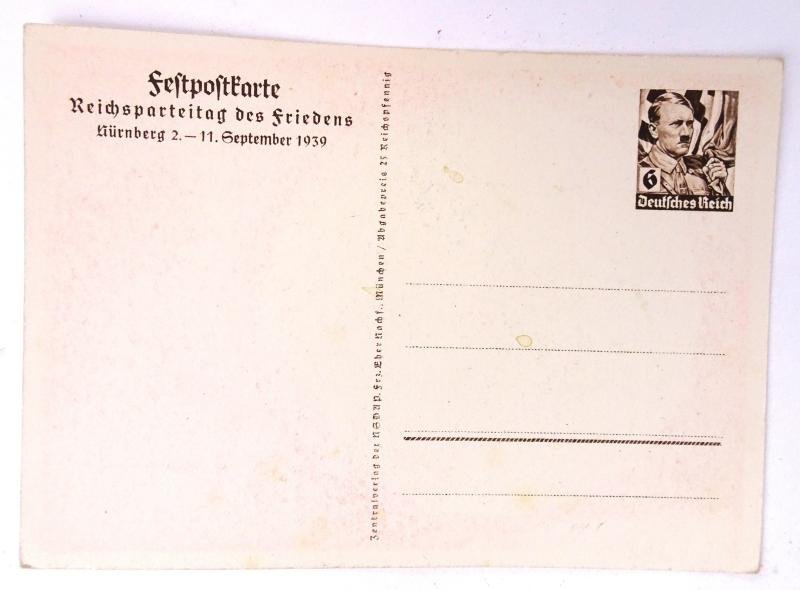 Festpostkarte
Reichsparteitag des Friedens
Nürnberg 2.–11. September 1939
Zentralverlag der NSDAP. Frz. Eher Nachf., München / Abgabepreis 25 Reichspfennig
6
Deutsches Reich